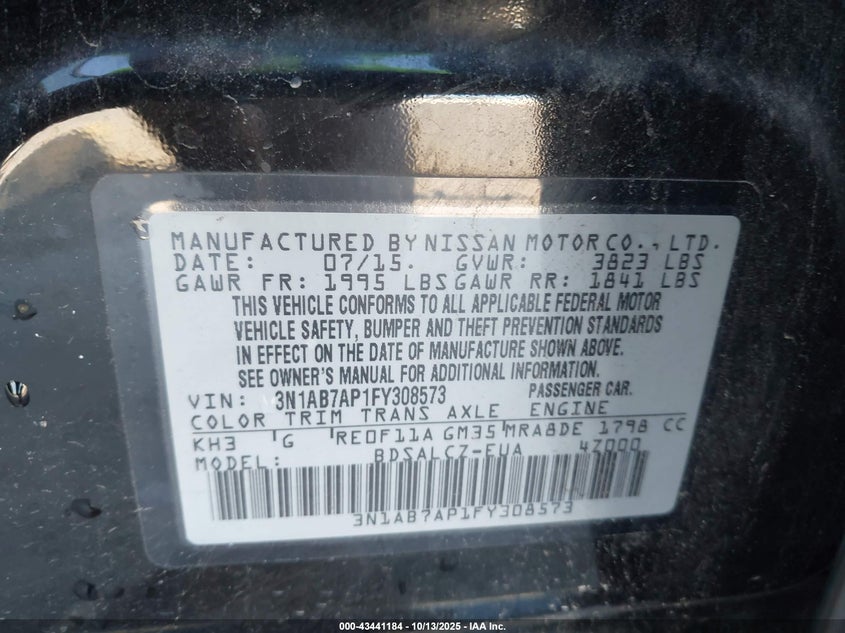 MANUFACTURED BY NISSAN MOTOR CO., LTD.
DATE: 07/15. GVWR: 3823 LBS
GAWR FR: 1995 LBS GAWR RR: 1841 LBS
THIS VEHICLE CONFORMS TO ALL APPLICABLE FEDERAL MOTOR
VEHICLE SAFETY, BUMPER AND THEFT PREVENTION STANDARDS
IN EFFECT ON THE DATE OF MANUFACTURE SHOWN ABOVE.
SEE OWNER'S MANUAL FOR ADDITIONAL INFORMATION.
VIN: 3N1AB7AP1FY308573 PASSENGER CAR.
COLOR TRIM TRANS AXLE ENGINE
KH3 G RE0F11A GM35 MRA8DE 1798 CC
MODEL: BDSALCZ-EUA 4Z000
3N1AB7AP1FY308573
000-43441184 - 10/13/2025 - IAA Inc.